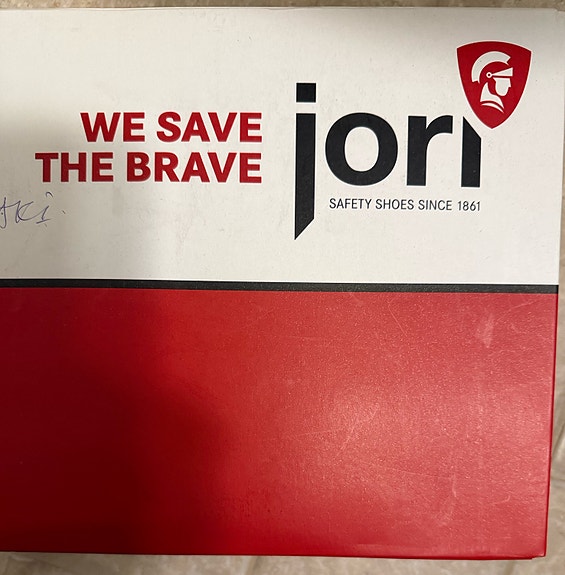 WE SAVE
THE BRAVE
jori
SAFETY SHOES SINCE 1861